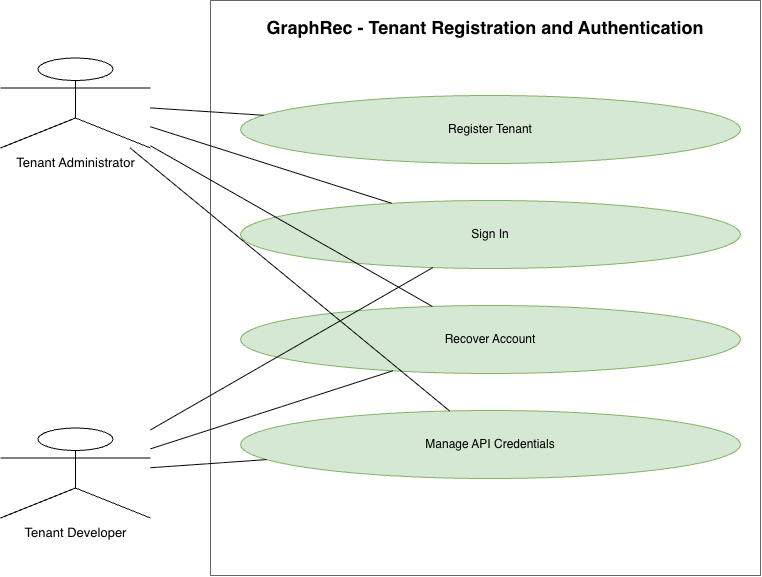 GraphRec - Tenant Registration and Authentication
Register Tenant
Tenant Administrator
Sign In
Recover Account
Manage API Credentials
Tenant Developer